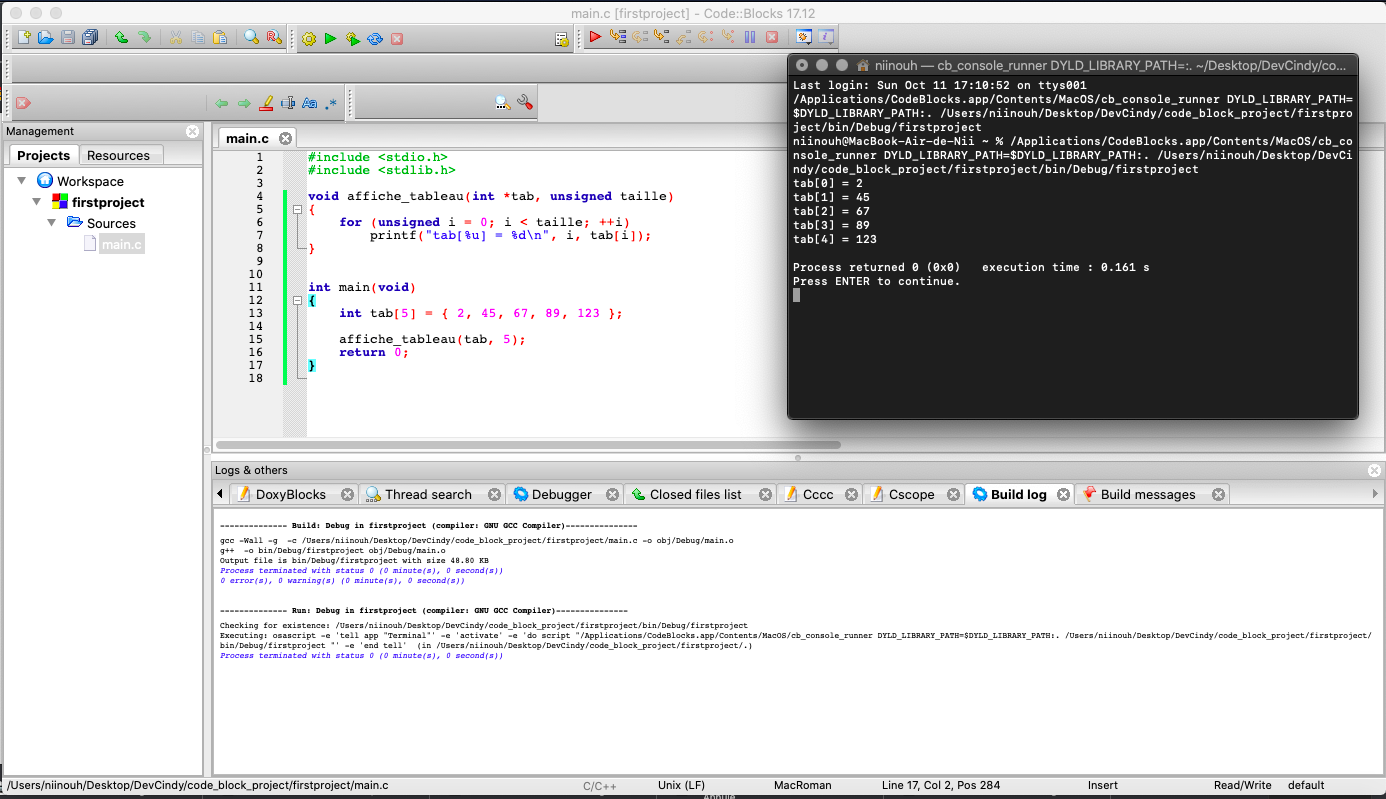 main.c [firstproject] - Code::Blocks 17.12
Management
Projects
Resources
Workspace
firstproject
Sources
main.c
main.c
1 #include <stdio.h>
2 #include <stdlib.h>
3
4 void affiche_tableau(int *tab, unsigned taille)
5 {
6 for (unsigned i = 0; i < taille; ++i)
7 printf("tab[%u] = %d\n", i, tab[i]);
8 }
9
10
11 int main(void)
12 {
13 int tab[5] = { 2, 45, 67, 89, 123 };
14
15 affiche_tableau(tab, 5);
16 return 0;
17 }
18
niinouh — cb_console_runner DYLD_LIBRARY_PATH=:. ~/Desktop/DevCindy/co...
Last login: Sun Oct 11 17:10:52 on ttys001
/Applications/CodeBlocks.app/Contents/MacOS/cb_console_runner DYLD_LIBRARY_PATH=
$DYLD_LIBRARY_PATH:. /Users/niinouh/Desktop/DevCindy/code_block_project/firstpro
ject/bin/Debug/firstproject
niinouh@MacBook-Air-de-Nii ~ % /Applications/CodeBlocks.app/Contents/MacOS/cb_co
nsole_runner DYLD_LIBRARY_PATH=$DYLD_LIBRARY_PATH:. /Users/niinouh/Desktop/DevCi
ndy/code_block_project/firstproject/bin/Debug/firstproject
tab[0] = 2
tab[1] = 45
tab[2] = 67
tab[3] = 89
tab[4] = 123
Process returned 0 (0x0) execution time : 0.161 s
Press ENTER to continue.
Logs & others
DoxyBlocks
Thread search
Debugger
Closed files list
Cccc
Cscope
Build log
Build messages
-------------- Build: Debug in firstproject (compiler: GNU GCC Compiler)---------------
gcc -Wall -g -c /Users/niinouh/Desktop/DevCindy/code_block_project/firstproject/main.c -o obj/Debug/main.o
g++ -o bin/Debug/firstproject obj/Debug/main.o
Output file is bin/Debug/firstproject with size 48.80 KB
Process terminated with status 0 (0 minute(s), 0 second(s))
0 error(s), 0 warning(s) (0 minute(s), 0 second(s))
-------------- Run: Debug in firstproject (compiler: GNU GCC Compiler)---------------
Checking for existence: /Users/niinouh/Desktop/DevCindy/code_block_project/firstproject/bin/Debug/firstproject
Executing: osascript -e 'tell app "Terminal"' -e 'activate' -e 'do script "/Applications/CodeBlocks.app/Contents/MacOS/cb_console_runner DYLD_LIBRARY_PATH=$DYLD_LIBRARY_PATH:. /Users/niinouh/Desktop/DevCindy/code_block_project/firstproject/
bin/Debug/firstproject "' -e 'end tell' (in /Users/niinouh/Desktop/DevCindy/code_block_project/firstproject/.)
Process terminated with status 0 (0 minute(s), 0 second(s))
/Users/niinouh/Desktop/DevCindy/code_block_project/firstproject/main.c
C/C++
Unix (LF)
MacRoman
Line 17, Col 2, Pos 284
Insert
Read/Write
default